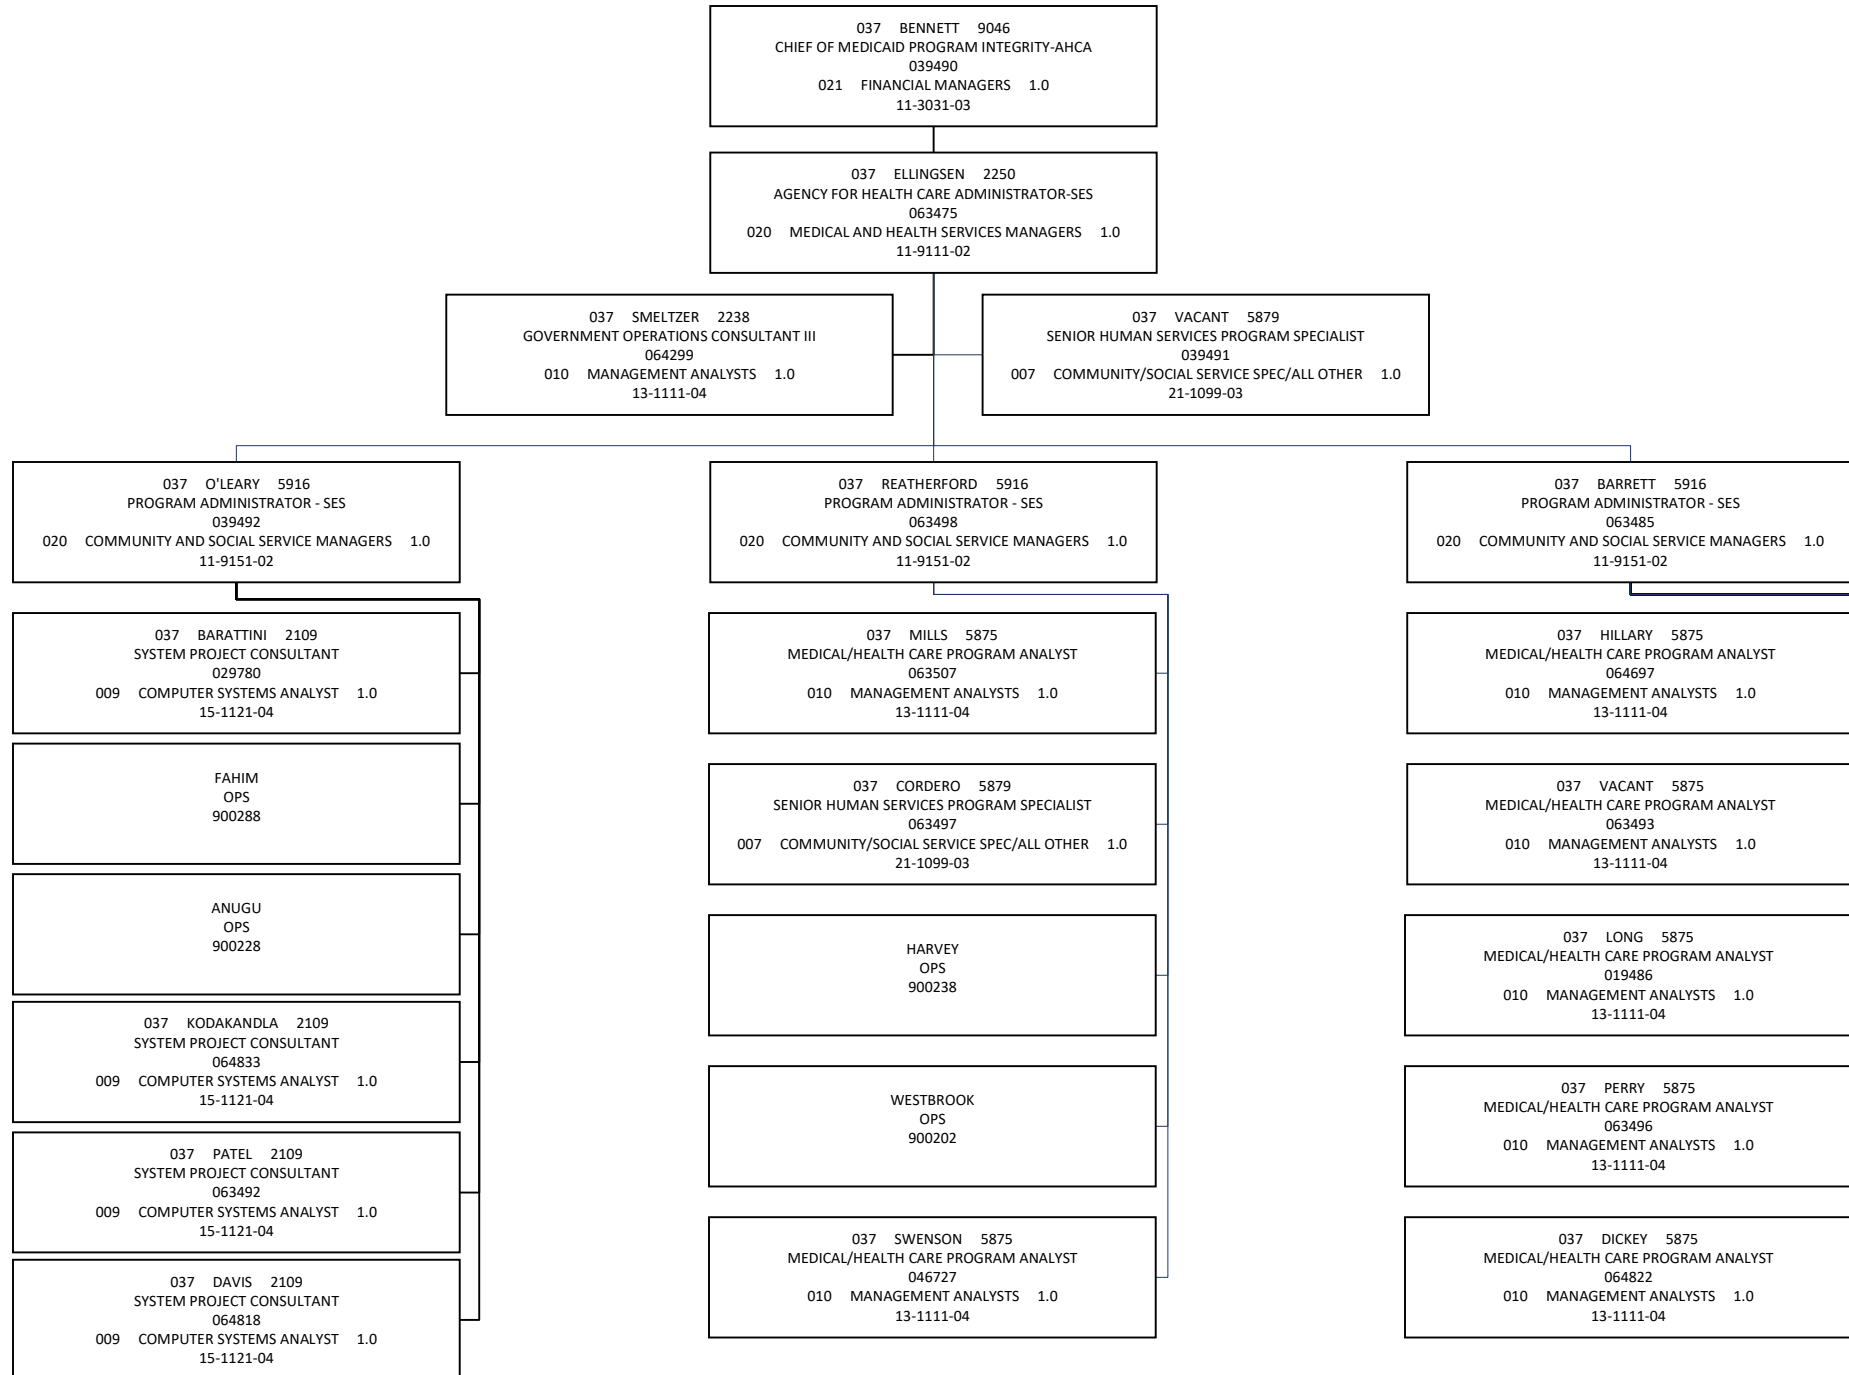 037 BENNETT 9046
CHIEF OF MEDICAID PROGRAM INTEGRITY-AHCA
039490
021 FINANCIAL MANAGERS 1.0
11-3031-03
037 ELLINGSEN 2250
AGENCY FOR HEALTH CARE ADMINISTRATOR-SES
063475
020 MEDICAL AND HEALTH SERVICES MANAGERS 1.0
11-9111-02
037 SMELTZER 2238
GOVERNMENT OPERATIONS CONSULTANT III
064299
010 MANAGEMENT ANALYSTS 1.0
13-1111-04
037 VACANT 5879
SENIOR HUMAN SERVICES PROGRAM SPECIALIST
039491
007 COMMUNITY/SOCIAL SERVICE SPEC/ALL OTHER 1.0
21-1099-03
037 O'LEARY 5916
PROGRAM ADMINISTRATOR - SES
039492
020 COMMUNITY AND SOCIAL SERVICE MANAGERS 1.0
11-9151-02
037 BARATTINI 2109
SYSTEM PROJECT CONSULTANT
029780
009 COMPUTER SYSTEMS ANALYST 1.0
15-1121-04
FAHIM
OPS
900288
ANUGU
OPS
900228
037 KODAKANDLA 2109
SYSTEM PROJECT CONSULTANT
064833
009 COMPUTER SYSTEMS ANALYST 1.0
15-1121-04
037 PATEL 2109
SYSTEM PROJECT CONSULTANT
063492
009 COMPUTER SYSTEMS ANALYST 1.0
15-1121-04
037 DAVIS 2109
SYSTEM PROJECT CONSULTANT
064818
009 COMPUTER SYSTEMS ANALYST 1.0
15-1121-04
037 REATHERFORD 5916
PROGRAM ADMINISTRATOR - SES
063498
020 COMMUNITY AND SOCIAL SERVICE MANAGERS 1.0
11-9151-02
037 MILLS 5875
MEDICAL/HEALTH CARE PROGRAM ANALYST
063507
010 MANAGEMENT ANALYSTS 1.0
13-1111-04
037 CORDERO 5879
SENIOR HUMAN SERVICES PROGRAM SPECIALIST
063497
007 COMMUNITY/SOCIAL SERVICE SPEC/ALL OTHER 1.0
21-1099-03
HARVEY
OPS
900238
WESTBROOK
OPS
900202
037 SWENSON 5875
MEDICAL/HEALTH CARE PROGRAM ANALYST
046727
010 MANAGEMENT ANALYSTS 1.0
13-1111-04
037 BARRETT 5916
PROGRAM ADMINISTRATOR - SES
063485
020 COMMUNITY AND SOCIAL SERVICE MANAGERS 1.0
11-9151-02
037 HILLARY 5875
MEDICAL/HEALTH CARE PROGRAM ANALYST
064697
010 MANAGEMENT ANALYSTS 1.0
13-1111-04
037 VACANT 5875
MEDICAL/HEALTH CARE PROGRAM ANALYST
063493
010 MANAGEMENT ANALYSTS 1.0
13-1111-04
037 LONG 5875
MEDICAL/HEALTH CARE PROGRAM ANALYST
019486
010 MANAGEMENT ANALYSTS 1.0
13-1111-04
037 PERRY 5875
MEDICAL/HEALTH CARE PROGRAM ANALYST
063496
010 MANAGEMENT ANALYSTS 1.0
13-1111-04
037 DICKEY 5875
MEDICAL/HEALTH CARE PROGRAM ANALYST
064822
010 MANAGEMENT ANALYSTS 1.0
13-1111-04